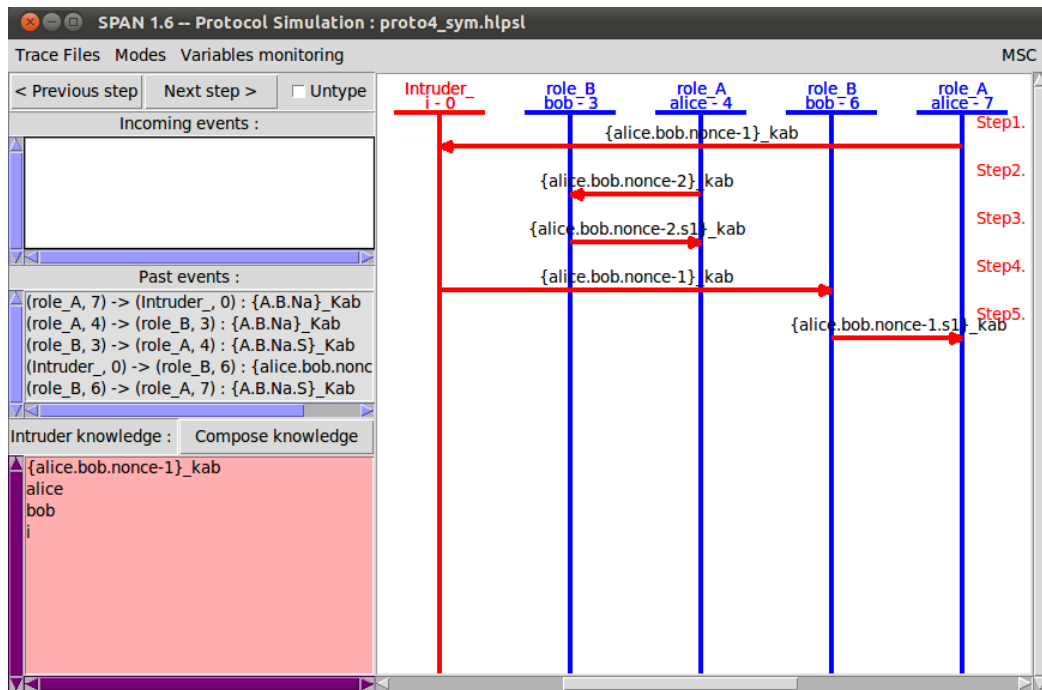 SPAN 1.6 -- Protocol Simulation : proto4_sym.hlpsl
Trace Files Modes Variables monitoring MSC
< Previous step Next step > Untype
Incoming events :
Past events :
(role_A, 7) -> (Intruder_, 0) : {A.B.Na}_Kab
(role_A, 4) -> (role_B, 3) : {A.B.Na}_Kab
(role_B, 3) -> (role_A, 4) : {A.B.Na.S}_Kab
(Intruder_, 0) -> (role_B, 6) : {alice.bob.nonc
(role_B, 6) -> (role_A, 7) : {A.B.Na.S}_Kab
Intruder knowledge : Compose knowledge
{alice.bob.nonce-1}_kab
alice
bob
i
Intruder_ role_B role_A role_B role_A
i - 0 bob - 3 alice - 4 bob - 6 alice - 7
Step1.
{alice.bob.nonce-1}_kab
Step2.
{alice.bob.nonce-2}_kab
Step3.
{alice.bob.nonce-2.s1}_kab
Step4.
{alice.bob.nonce-1}_kab
Step5.
{alice.bob.nonce-1.s1}_kab